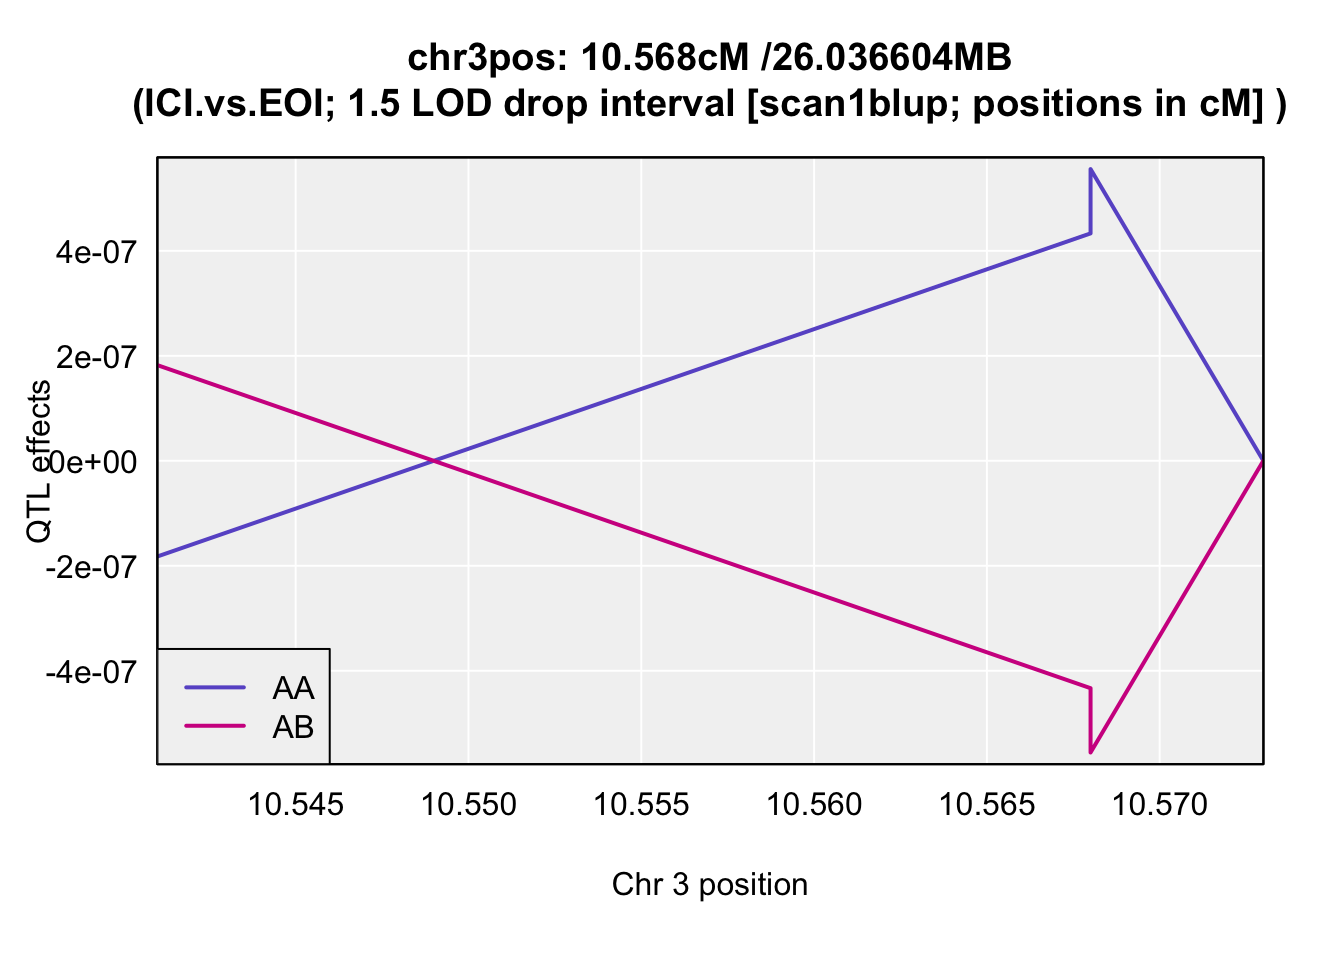 chr3pos: 10.568cM /26.036604MB
(ICI.vs.EOI; 1.5 LOD drop interval [scan1blup; positions in cM] )
QTL effects
4e-07
2e-07
0e+00
-2e-07
-4e-07
AA
AB
10.545 10.550 10.555 10.560 10.565 10.570
Chr 3 position